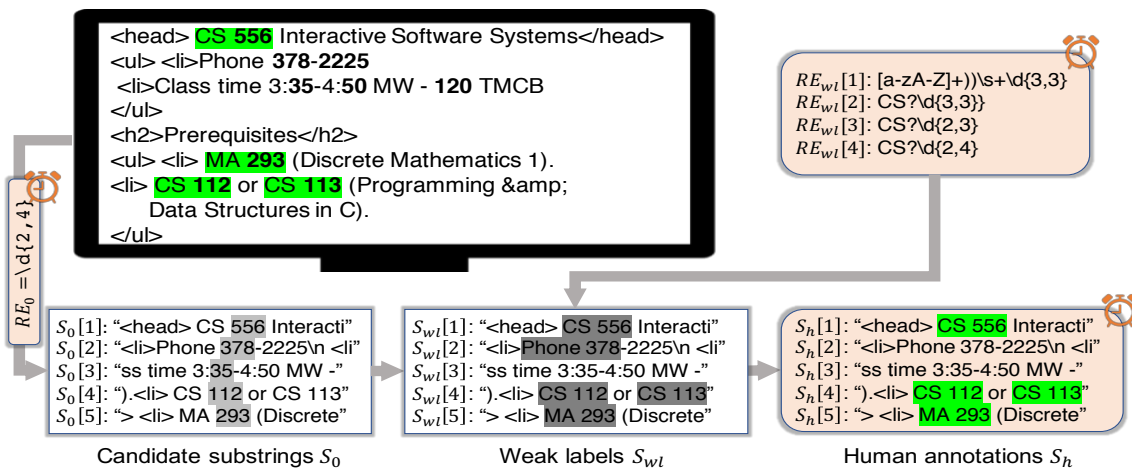 <head> CS 556 Interactive Software Systems</head>
<ul> <li>Phone 378-2225
<li>Class time 3:35-4:50 MW - 120 TMCB
</ul>
<h2>Prerequisites</h2>
<ul> <li> MA 293 (Discrete Mathematics 1).
<li> CS 112 or CS 113 (Programming &amp;
Data Structures in C).
</ul>
RE_wl[1]: [a-zA-Z]+))\s+\d{3,3}
RE_wl[2]: CS?\d{3,3}}
RE_wl[3]: CS?\d{2,3}
RE_wl[4]: CS?\d{2,4}
RE_0 =\d{2,4}
S_0[1]: “<head> CS 556 Interacti”
S_0[2]: “<li>Phone 378-2225\n <li”
S_0[3]: “ss time 3:35-4:50 MW -”
S_0[4]: “).<li> CS 112 or CS 113”
S_0[5]: “> <li> MA 293 (Discrete”
Candidate substrings S_0
S_wl[1]: “<head> CS 556 Interacti”
S_wl[2]: “<li>Phone 378-2225\n <li”
S_wl[3]: “ss time 3:35-4:50 MW -”
S_wl[4]: “).<li> CS 112 or CS 113”
S_wl[5]: “> <li> MA 293 (Discrete”
Weak labels S_wl
S_h[1]: “<head> CS 556 Interacti”
S_h[2]: “<li>Phone 378-2225\n <li”
S_h[3]: “ss time 3:35-4:50 MW -”
S_h[4]: “).<li> CS 112 or CS 113”
S_h[5]: “> <li> MA 293 (Discrete”
Human annotations S_h